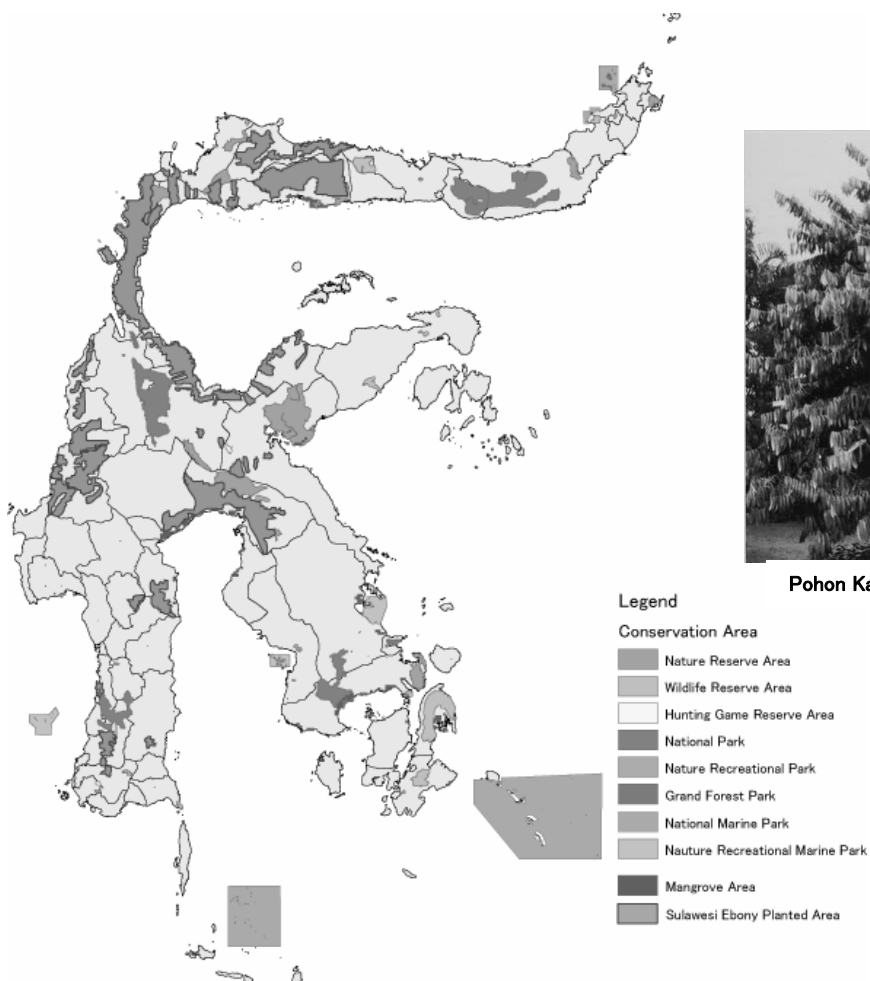 Pohon Ka
Legend
Conservation Area
Nature Reserve Area
Wildlife Reserve Area
Hunting Game Reserve Area
National Park
Nature Recreational Park
Grand Forest Park
National Marine Park
Nauture Recreational Marine Park
Mangrove Area
Sulawesi Ebony Planted Area